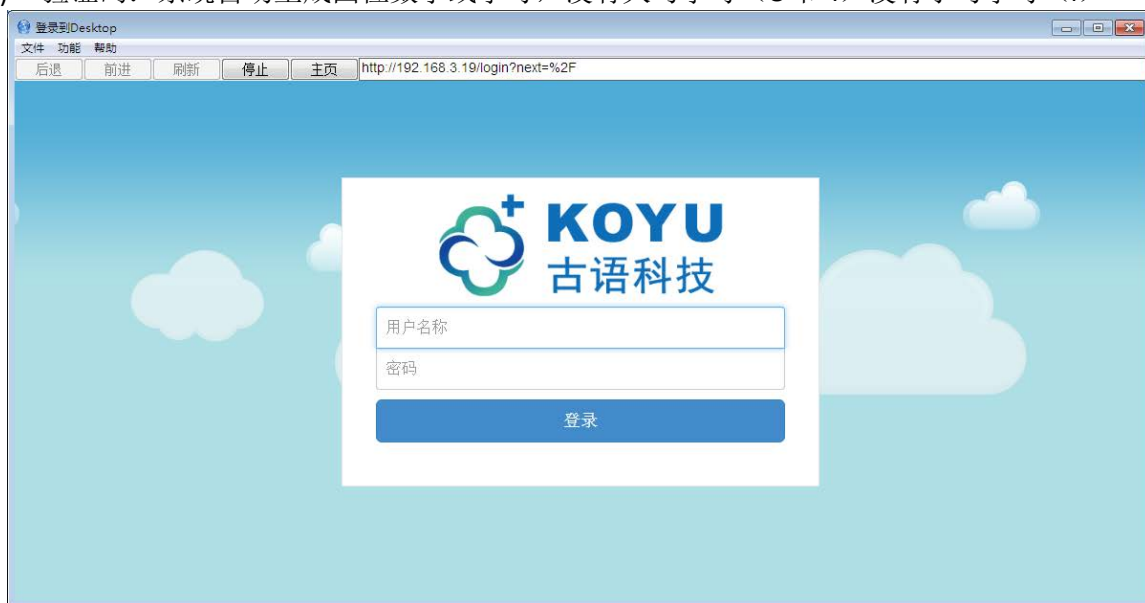 登录到Desktop
文件 功能 帮助
后退 前进 刷新 停止 主页 http://192.168.3.19/login?next=%2F
KOYU
古语科技
用户名称
密码
登录